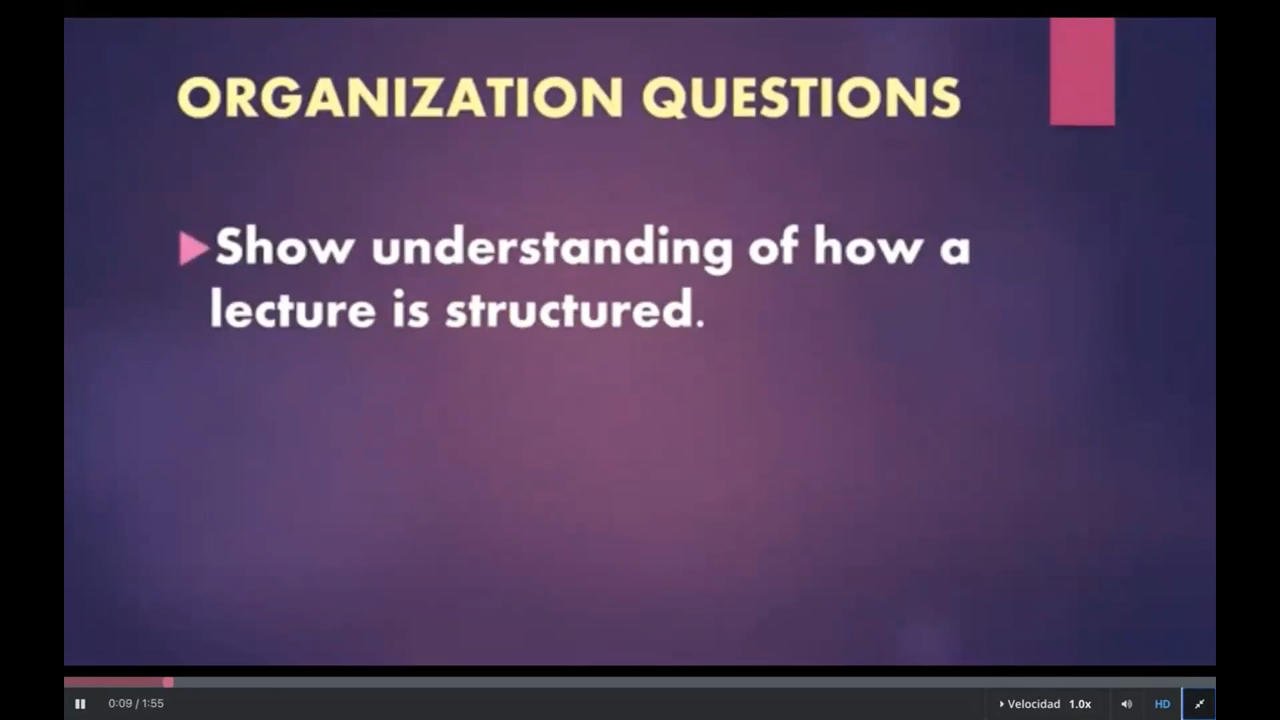 ORGANIZATION QUESTIONS
Show understanding of how a
lecture is structured.
0:09 / 1:55
Velocidad 1.0x
HD